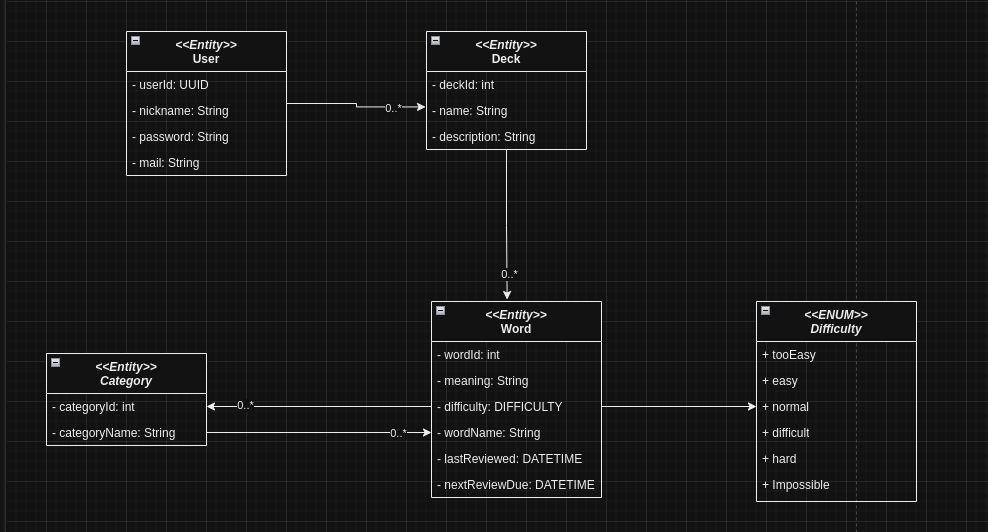 <<Entity>>
User
- userId: UUID
- nickname: String
- password: String
- mail: String
0..*
<<Entity>>
Deck
- deckId: int
- name: String
- description: String
0..*
<<Entity>>
Category
- categoryId: int
- categoryName: String
0..*
0..*
<<Entity>>
Word
- wordId: int
- meaning: String
- difficulty: DIFFICULTY
- wordName: String
- lastReviewed: DATETIME
- nextReviewDue: DATETIME
<<ENUM>>
Difficulty
+ tooEasy
+ easy
+ normal
+ difficult
+ hard
+ Impossible